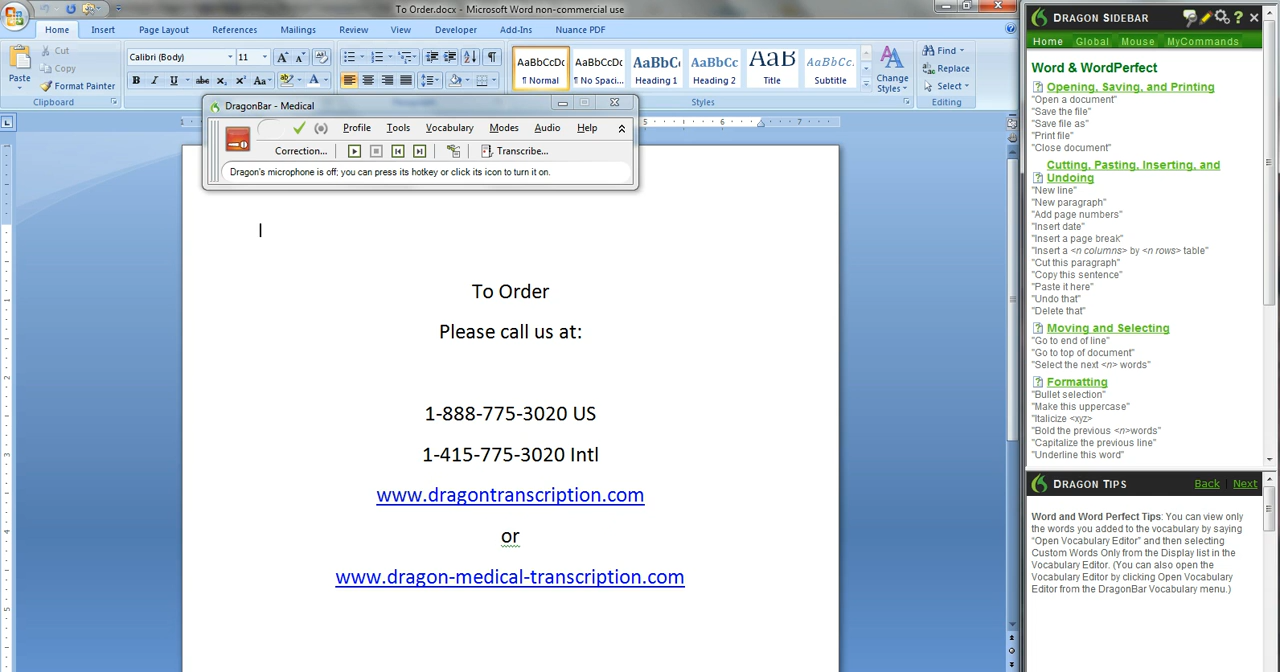 To Order.docx - Microsoft Word non-commercial use
Home Insert Page Layout References Mailings Review View Developer Add-Ins Nuance PDF
Paste
Cut
Copy
Format Painter
Clipboard
Calibri (Body) 11
AaBbCcDc AaBbCcDc AaBbC AaBbCc AaB AaBbCc.
¶ Normal ¶ No Spaci... Heading 1 Heading 2 Title Subtitle
Change Styles
Styles
Find
Replace
Select
Editing
DragonBar - Medical
Profile Tools Vocabulary Modes Audio Help
Correction... Transcribe...
Dragon's microphone is off; you can press its hotkey or click its icon to turn it on.
To Order
Please call us at:
1-888-775-3020 US
1-415-775-3020 Intl
www.dragontranscription.com
or
www.dragon-medical-transcription.com
DRAGON SIDEBAR
Home Global Mouse MyCommands
Word & WordPerfect
Opening, Saving, and Printing
"Open a document"
"Save the file"
"Save file as"
"Print file"
"Close document"
Cutting, Pasting, Inserting, and
Undoing
"New line"
"New paragraph"
"Add page numbers"
"Insert date"
"Insert a page break"
"Insert a <n columns> by <n rows> table"
"Cut this paragraph"
"Copy this sentence"
"Paste it here"
"Undo that"
"Delete that"
Moving and Selecting
"Go to end of line"
"Go to top of document"
"Select the next <n> words"
Formatting
"Bullet selection"
"Make this uppercase"
"Italicize <xyz>
"Bold the previous <n>words"
"Capitalize the previous line"
"Underline this word"
DRAGON TIPS Back Next
Word and Word Perfect Tips: You can view only
the words you added to the vocabulary by saying
"Open Vocabulary Editor" and then selecting
Custom Words Only from the Display list in the
Vocabulary Editor. (You can also open the
Vocabulary Editor by clicking Open Vocabulary
Editor from the DragonBar Vocabulary menu.)